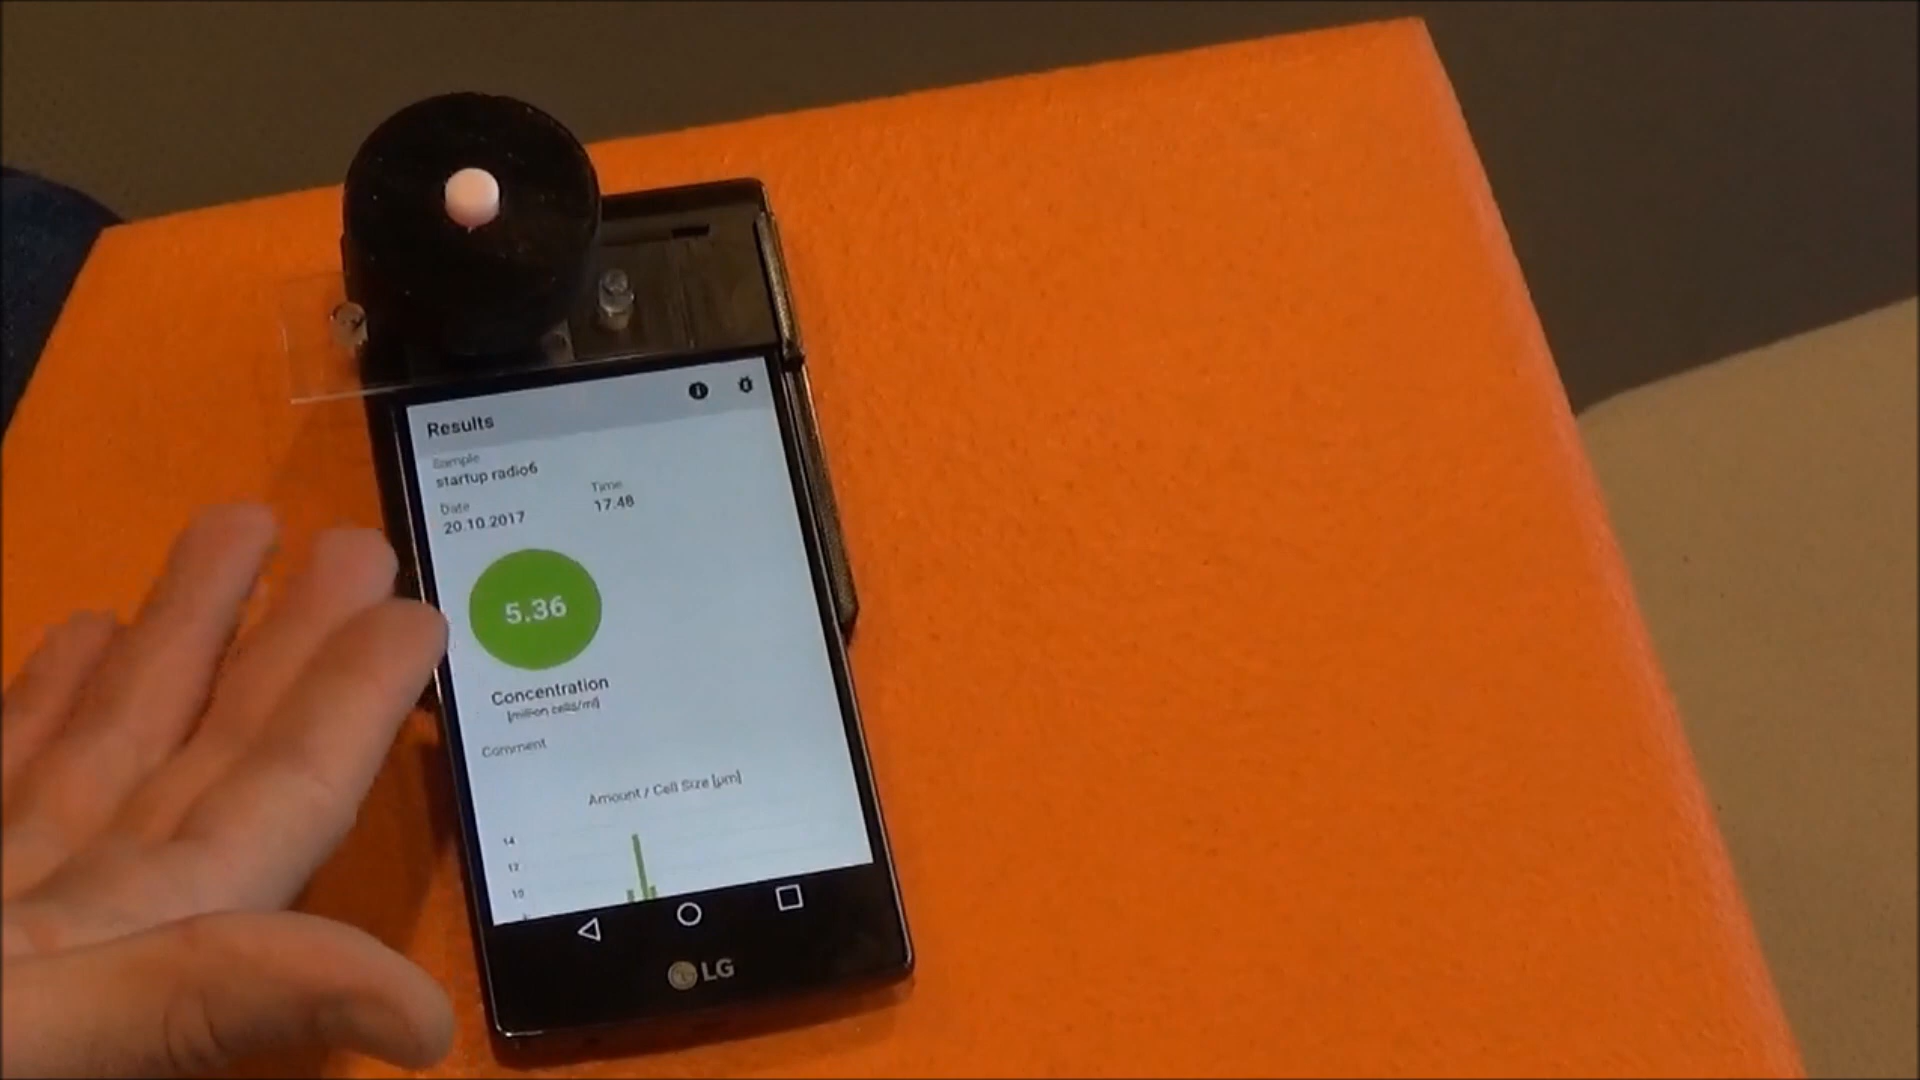 Results
Sample
startup radio6
Date
20.10.2017
Time
17.48
5.36
Concentration
[million cells/ml]
Comment
Amount / Cell Size [µm]
14
12
10
LG